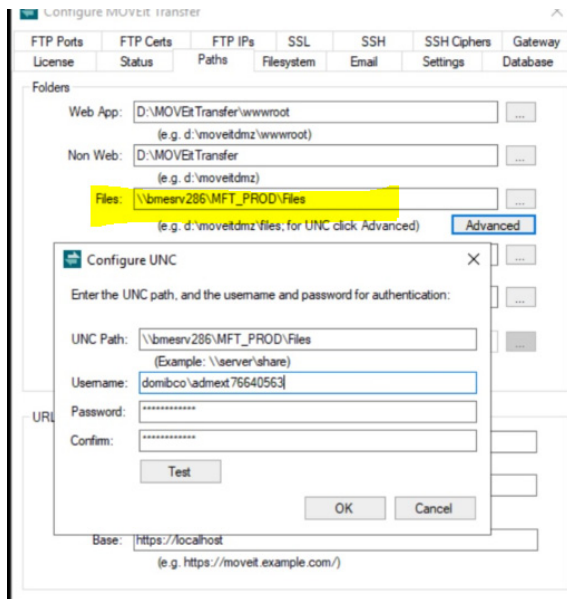 Configure MOVEit Transfer
FTP Ports FTP Certs FTP IPs SSL SSH SSH Ciphers Gateway
License Status Paths Filesystem Email Settings Database
Folders
Web App: D:\MOVEitTransfer\wwwroot ...
(e.g. d:\moveitdmz\wwwroot)
Non Web: D:\MOVEitTransfer ...
(e.g. d:\moveitdmz)
Files: \\bmesrv286\MFT_PROD\Files ...
(e.g. d:\moveitdmz\files; for UNC click Advanced) Advanced
Configure UNC
...
Enter the UNC path, and the username and password for authentication:
...
UNC Path: \\bmesrv286\MFT_PROD\Files
...
(Example: \\server\share)
Username: domibco\admext76640563
URL
Password: ************
Confirm: ************
Test
OK Cancel
Base: https://localhost
(e.g. https://moveit.example.com/)